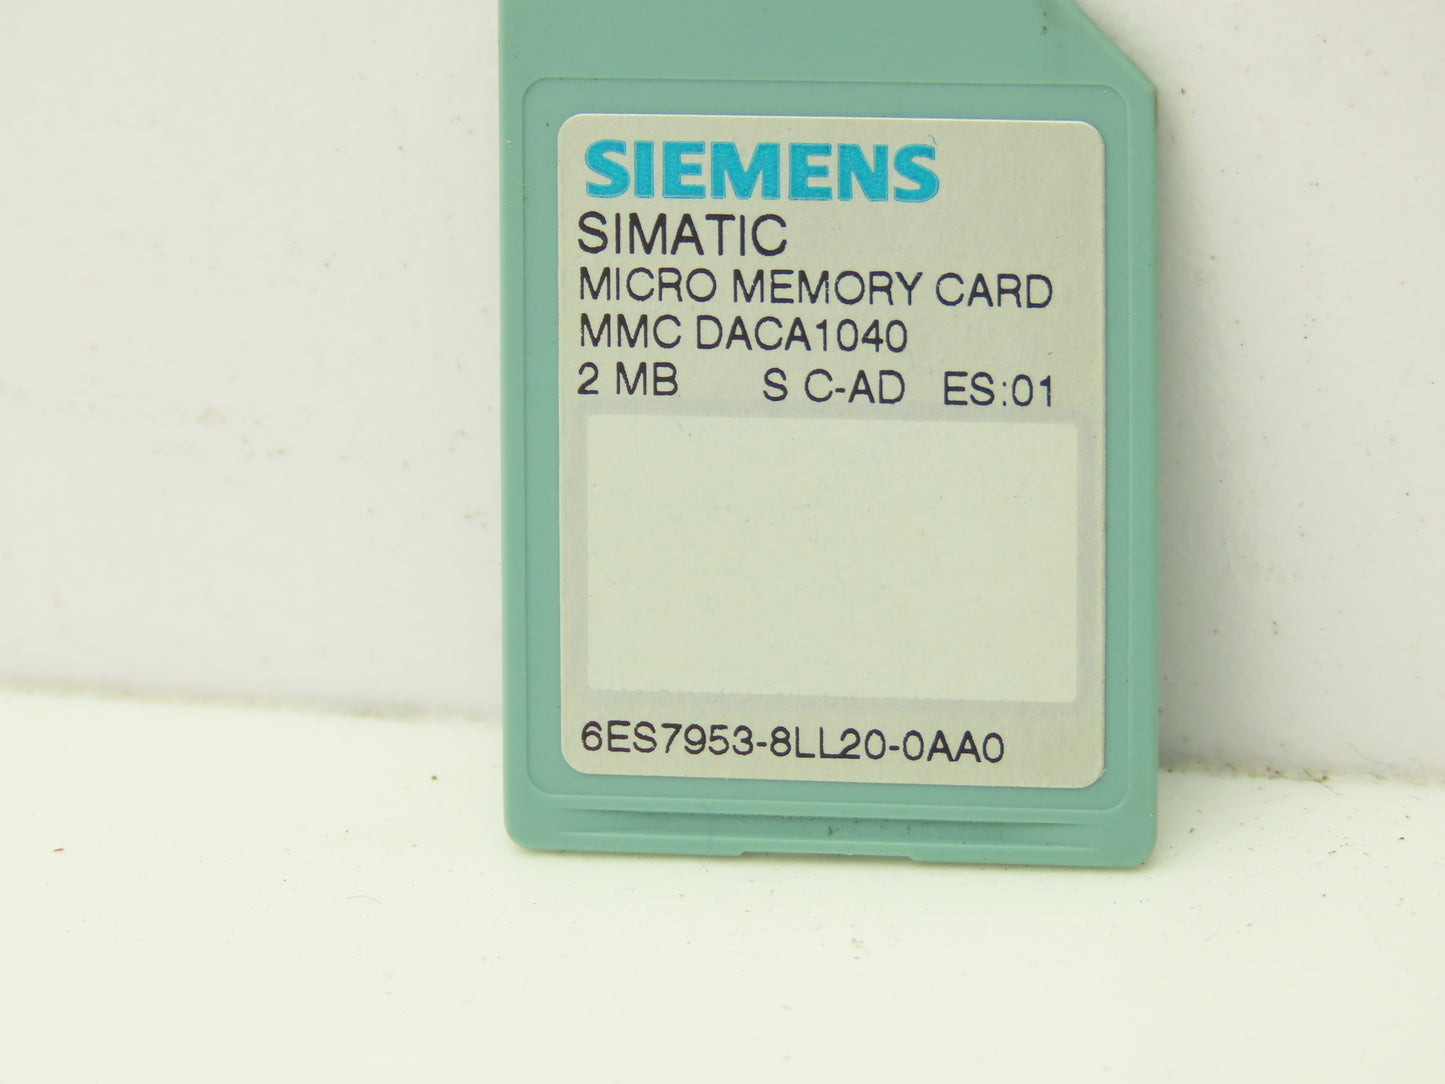 SIEMENS
SIMATIC
MICRO MEMORY CARD
MMC DACA1040
2 MB S C-AD ES:01
6ES7953-8LL20-0AA0